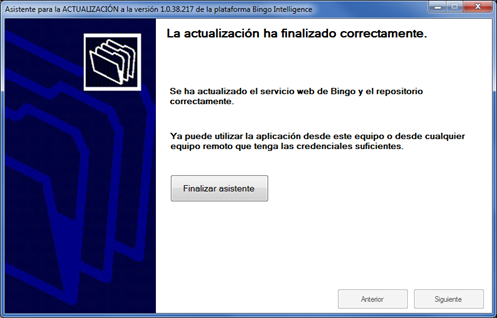 Asistente para la ACTUALIZACIÓN a la versión 1.0.38.217 de la plataforma Bingo Intelligence
La actualización ha finalizado correctamente.
Se ha actualizado el servicio web de Bingo y el repositorio
correctamente.
Ya puede utilizar la aplicación desde este equipo o desde cualquier
equipo remoto que tenga las credenciales suficientes.
Finalizar asistente
Anterior
Siguiente